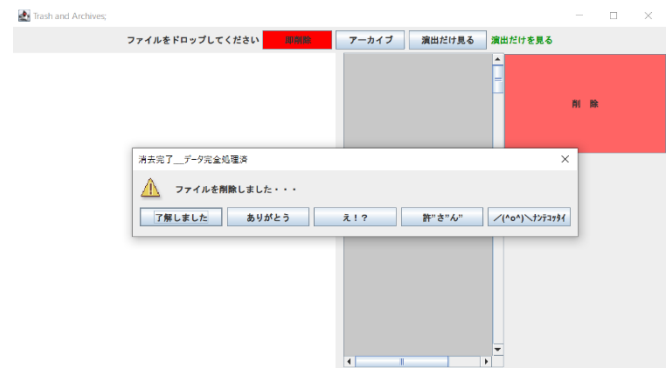 Trash and Archives;
ファイルをドロップしてください 即削除 アーカイブ 演出だけ見る 演出だけを見る
削 除
消去完了__データ完全処理済
ファイルを削除しました・・・
了解しました ありがとう え！？ 許"さ"ん" ／(^o^)＼ﾅﾝﾃｺｯﾀｲ